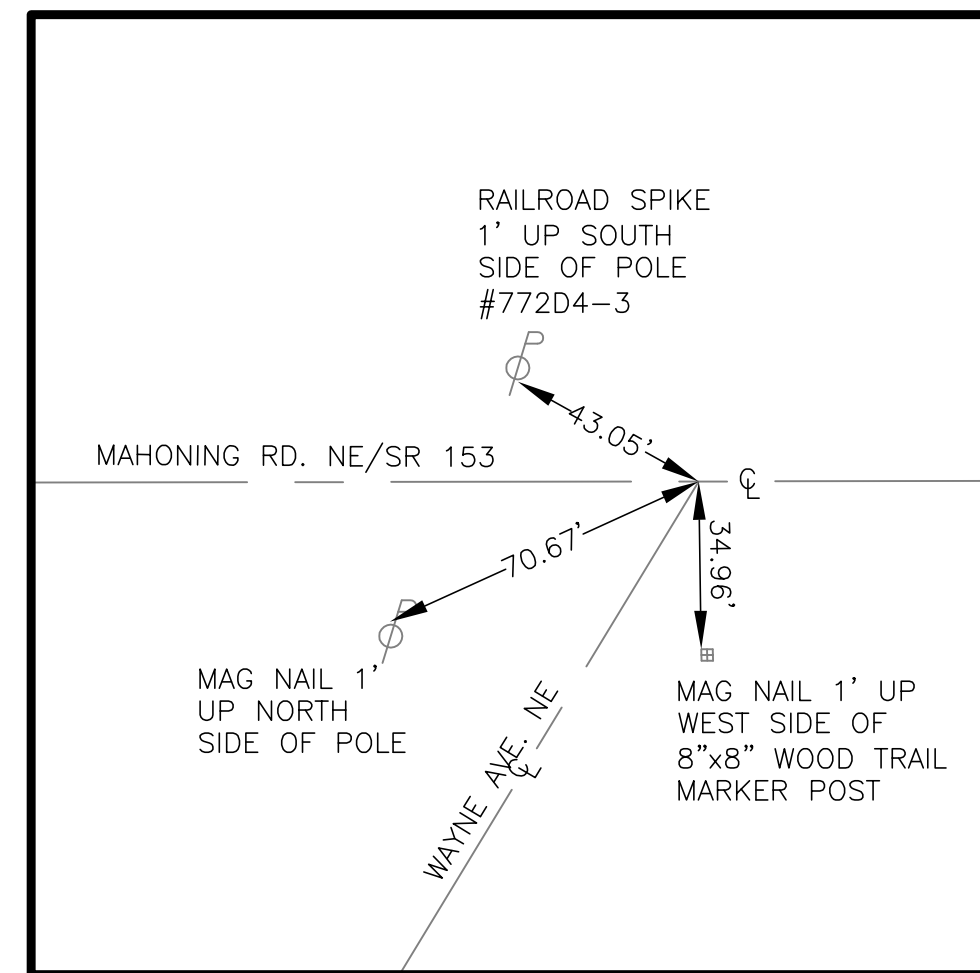 RAILROAD SPIKE
1' UP SOUTH
SIDE OF POLE
#772D4-3
P
43.05'
MAHONING RD. NE/SR 153
℄
70.67'
34.96'
P
MAG NAIL 1'
UP NORTH
SIDE OF POLE
MAG NAIL 1' UP
WEST SIDE OF
8"x8" WOOD TRAIL
MARKER POST
WAYNE AVE. NE
℄